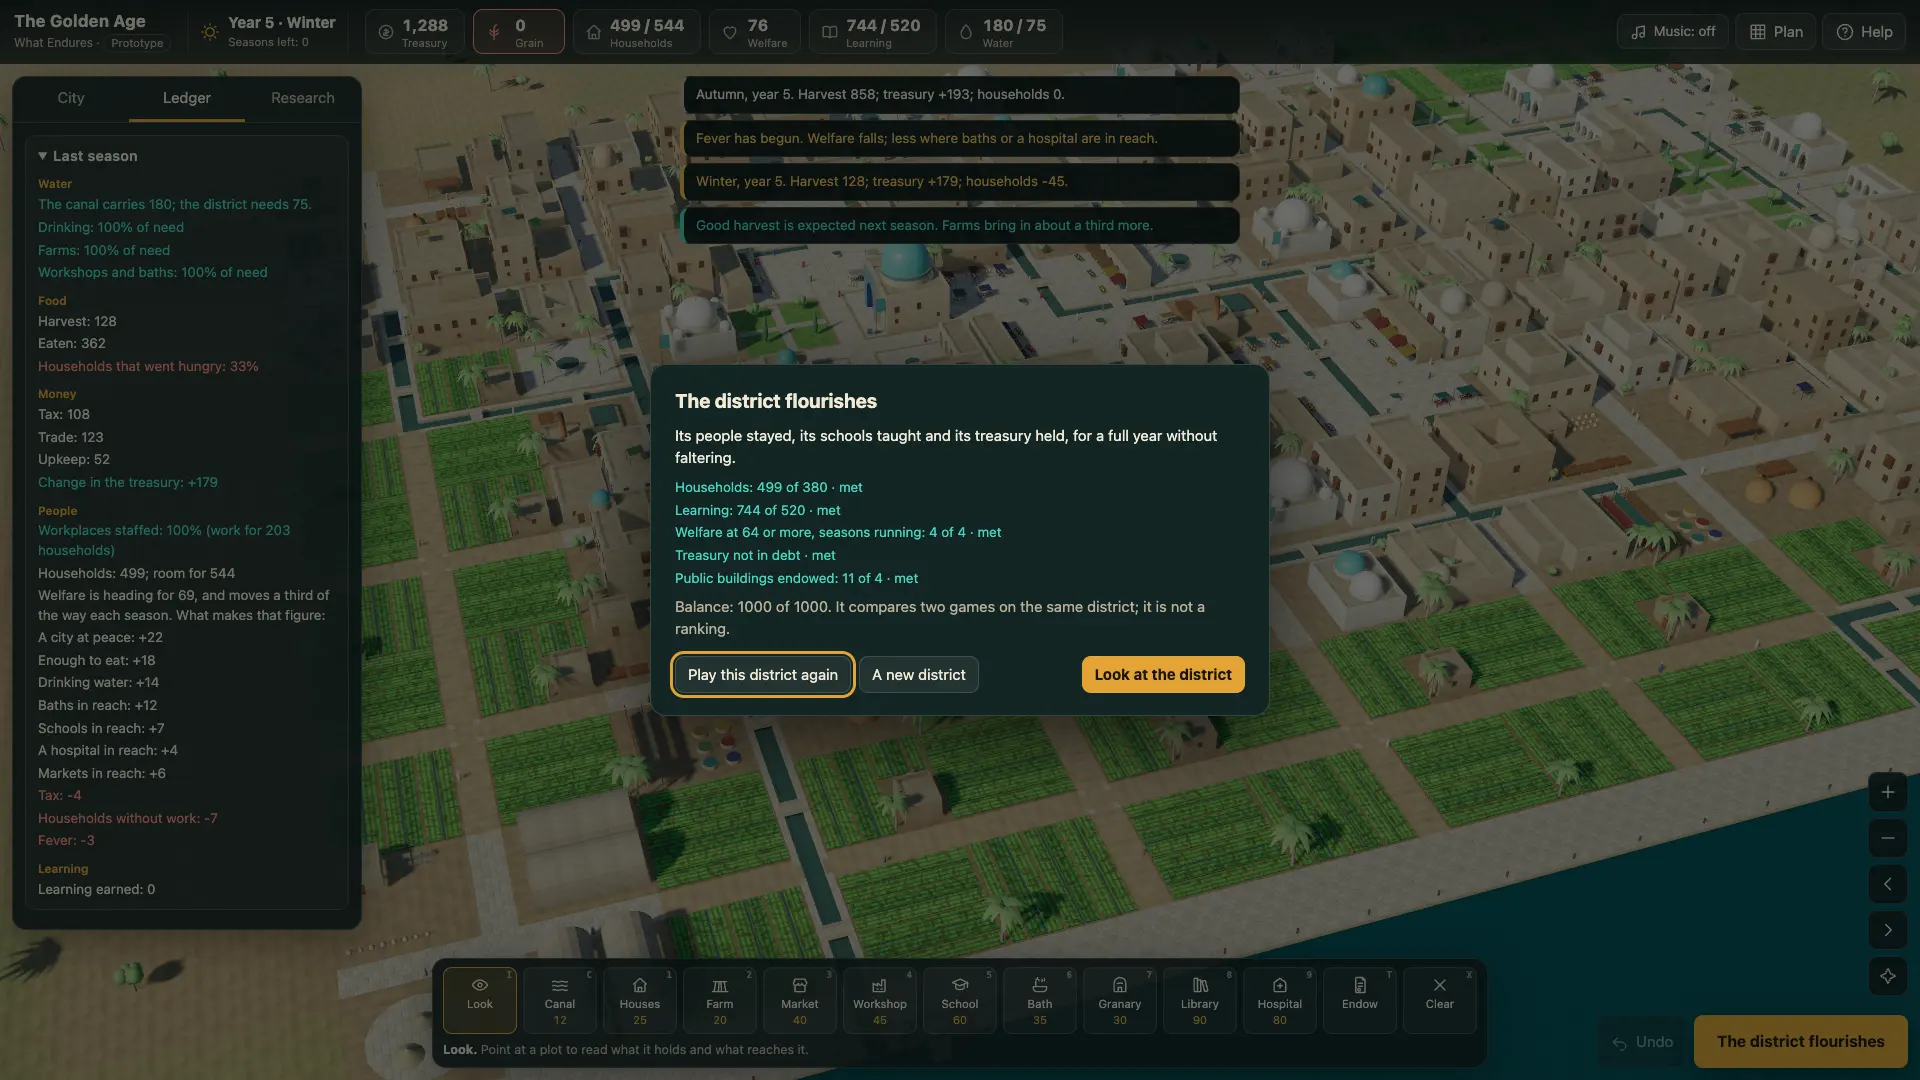 The Golden Age
What Endures · Prototype
Year 5 · Winter
Seasons left: 0
1,288
Treasury
0
Grain
499 / 544
Households
76
Welfare
744 / 520
Learning
180 / 75
Water
Music: off
Plan
Help
City
Ledger
Research
▼ Last season
Water
The canal carries 180; the district needs 75.
Drinking: 100% of need
Farms: 100% of need
Workshops and baths: 100% of need
Food
Harvest: 128
Eaten: 362
Households that went hungry: 33%
Money
Tax: 108
Trade: 123
Upkeep: 52
Change in the treasury: +179
People
Workplaces staffed: 100% (work for 203
households)
Households: 499; room for 544
Welfare is heading for 69, and moves a third of
the way each season. What makes that figure:
A city at peace: +22
Enough to eat: +18
Drinking water: +14
Baths in reach: +12
Schools in reach: +7
A hospital in reach: +4
Markets in reach: +6
Tax: -4
Households without work: -7
Fever: -3
Learning
Learning earned: 0
Autumn, year 5. Harvest 858; treasury +193; households 0.
Fever has begun. Welfare falls; less where baths or a hospital are in reach.
Winter, year 5. Harvest 128; treasury +179; households -45.
Good harvest is expected next season. Farms bring in about a third more.
The district flourishes
Its people stayed, its schools taught and its treasury held, for a full year without
faltering.
Households: 499 of 380 · met
Learning: 744 of 520 · met
Welfare at 64 or more, seasons running: 4 of 4 · met
Treasury not in debt · met
Public buildings endowed: 11 of 4 · met
Balance: 1000 of 1000. It compares two games on the same district; it is not a
ranking.
Play this district again
A new district
Look at the district
I
Look
C
Canal
12
1
Houses
25
2
Farm
20
3
Market
40
4
Workshop
45
5
School
60
6
Bath
35
7
Granary
30
8
Library
90
9
Hospital
80
T
Endow
X
Clear
Look. Point at a plot to read what it holds and what reaches it.
Undo
The district flourishes